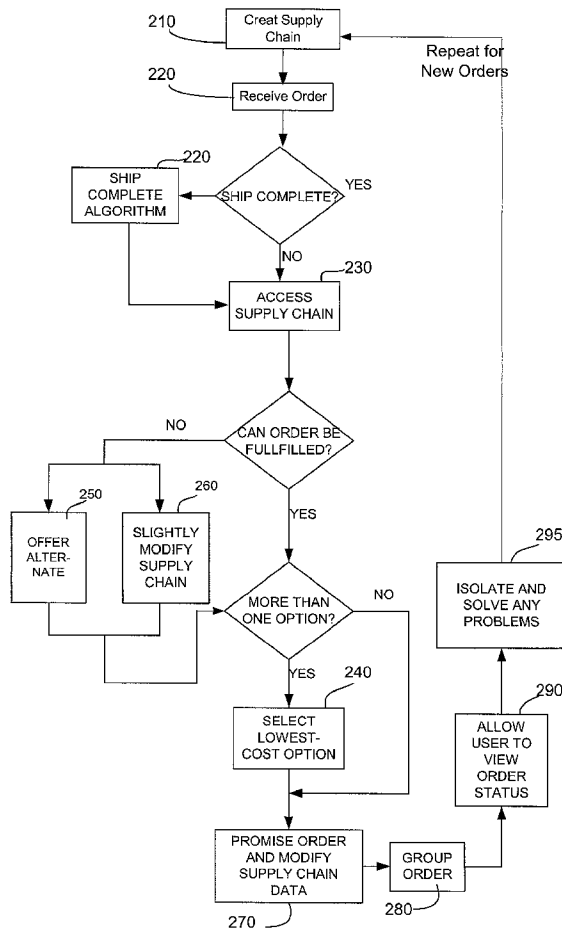 210
Creat Supply
Chain
Repeat for
New Orders
220
Receive Order
220
SHIP
COMPLETE
ALGORITHM
SHIP COMPLETE?
YES
NO
230
ACCESS
SUPPLY CHAIN
NO
CAN ORDER BE
FULLFILLED?
250
OFFER
ALTER-
NATE
260
SLIGHTLY
MODIFY
SUPPLY
CHAIN
YES
295
ISOLATE AND
SOLVE ANY
PROBLEMS
MORE THAN
ONE OPTION?
NO
YES
240
SELECT
LOWEST-
COST OPTION
290
ALLOW
USER TO
VIEW
ORDER
STATUS
PROMISE ORDER
AND MODIFY
SUPPLY CHAIN
DATA
270
GROUP
ORDER
280